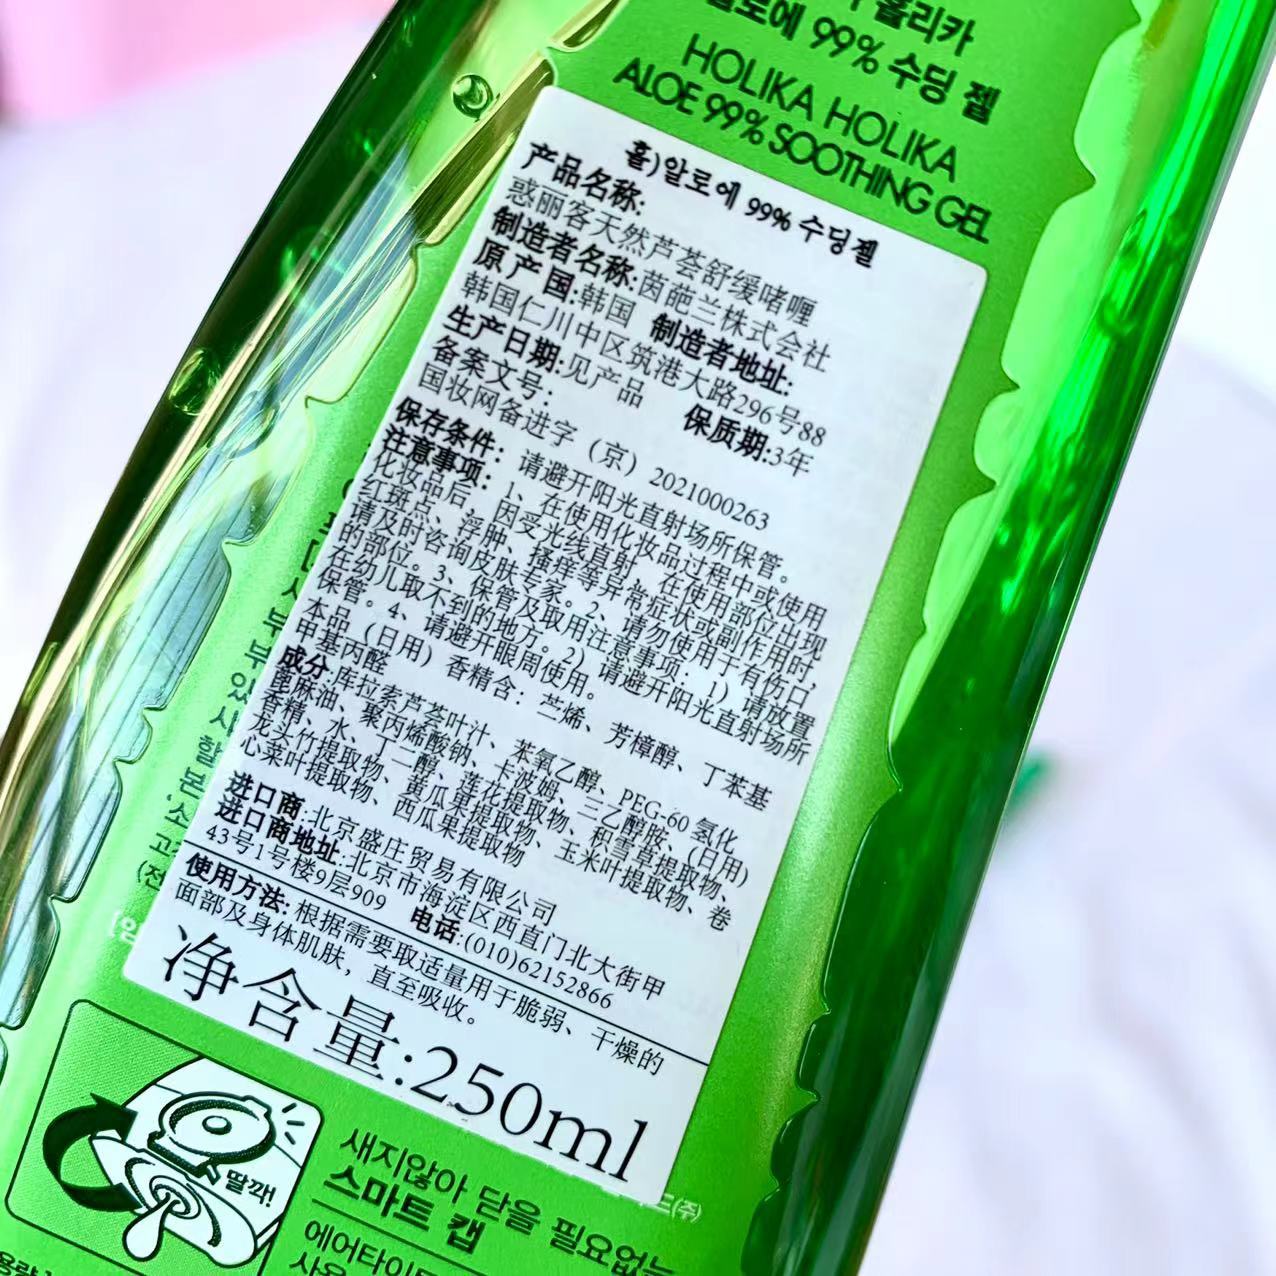 홀리카
알로에 99% 수딩 젤
HOLIKA HOLIKA
ALOE 99% SOOTHING GEL
홀)알로에 99% 수딩젤
产品名称:
惑丽客天然芦荟舒缓啫喱
制造者名称:茵葩兰株式会社
原产国:韩国 制造者地址:
韩国仁川中区筑港大路296号88
生产日期:见产品 保质期:3年
备案文号:
国妆网备进字（京）2021000263
保存条件: 请避开阳光直射场所保管。
注意事项: 1、在使用化妆品过程中或使用
化妆品后，因受光线直射，在使用部位出现
红斑点、浮肿、搔痒等异常症状或副作用时,
请及时咨询皮肤专家。2、请勿使用于有伤口
的部位。3、保管及取用注意事项: 1) 请放置
在幼儿取不到的地方。2) 请避开阳光直射场所
保管。4、请避开眼周使用。
本品（日用）香精含: 苎烯、芳樟醇、丁苯基
甲基丙醛
成分:库拉索芦荟叶汁、苯氧乙醇、PEG-60 氢化
蓖麻油、聚丙烯酸钠、卡波姆、三乙醇胺、(日用)
香精、水、丁二醇、莲花提取物、积雪草提取物、
龙头竹提取物、黄瓜果提取物、玉米叶提取物、卷
心菜叶提取物、西瓜果提取物
进口商:北京盛庄贸易有限公司
进口商地址:北京市海淀区西直门北大街甲
43号1号楼9层909 电话:(010)62152866
使用方法: 根据需要取适量用于脆弱、干燥的
面部及身体肌肤，直至吸收。
净含量:250ml
딸깍!
새지않아 담을 필요없는
스마트 캡
에어타이트
사용
용량